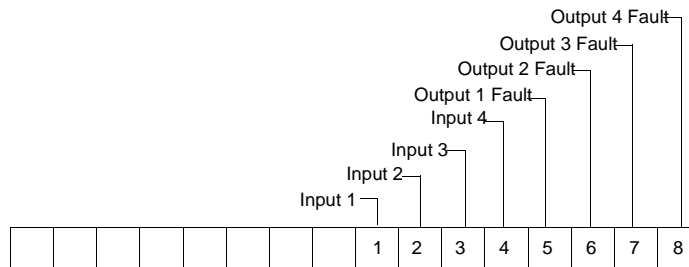 Output 4 Fault
Output 3 Fault
Output 2 Fault
Output 1 Fault
Input 4
Input 3
Input 2
Input 1
1 2 3 4 5 6 7 8